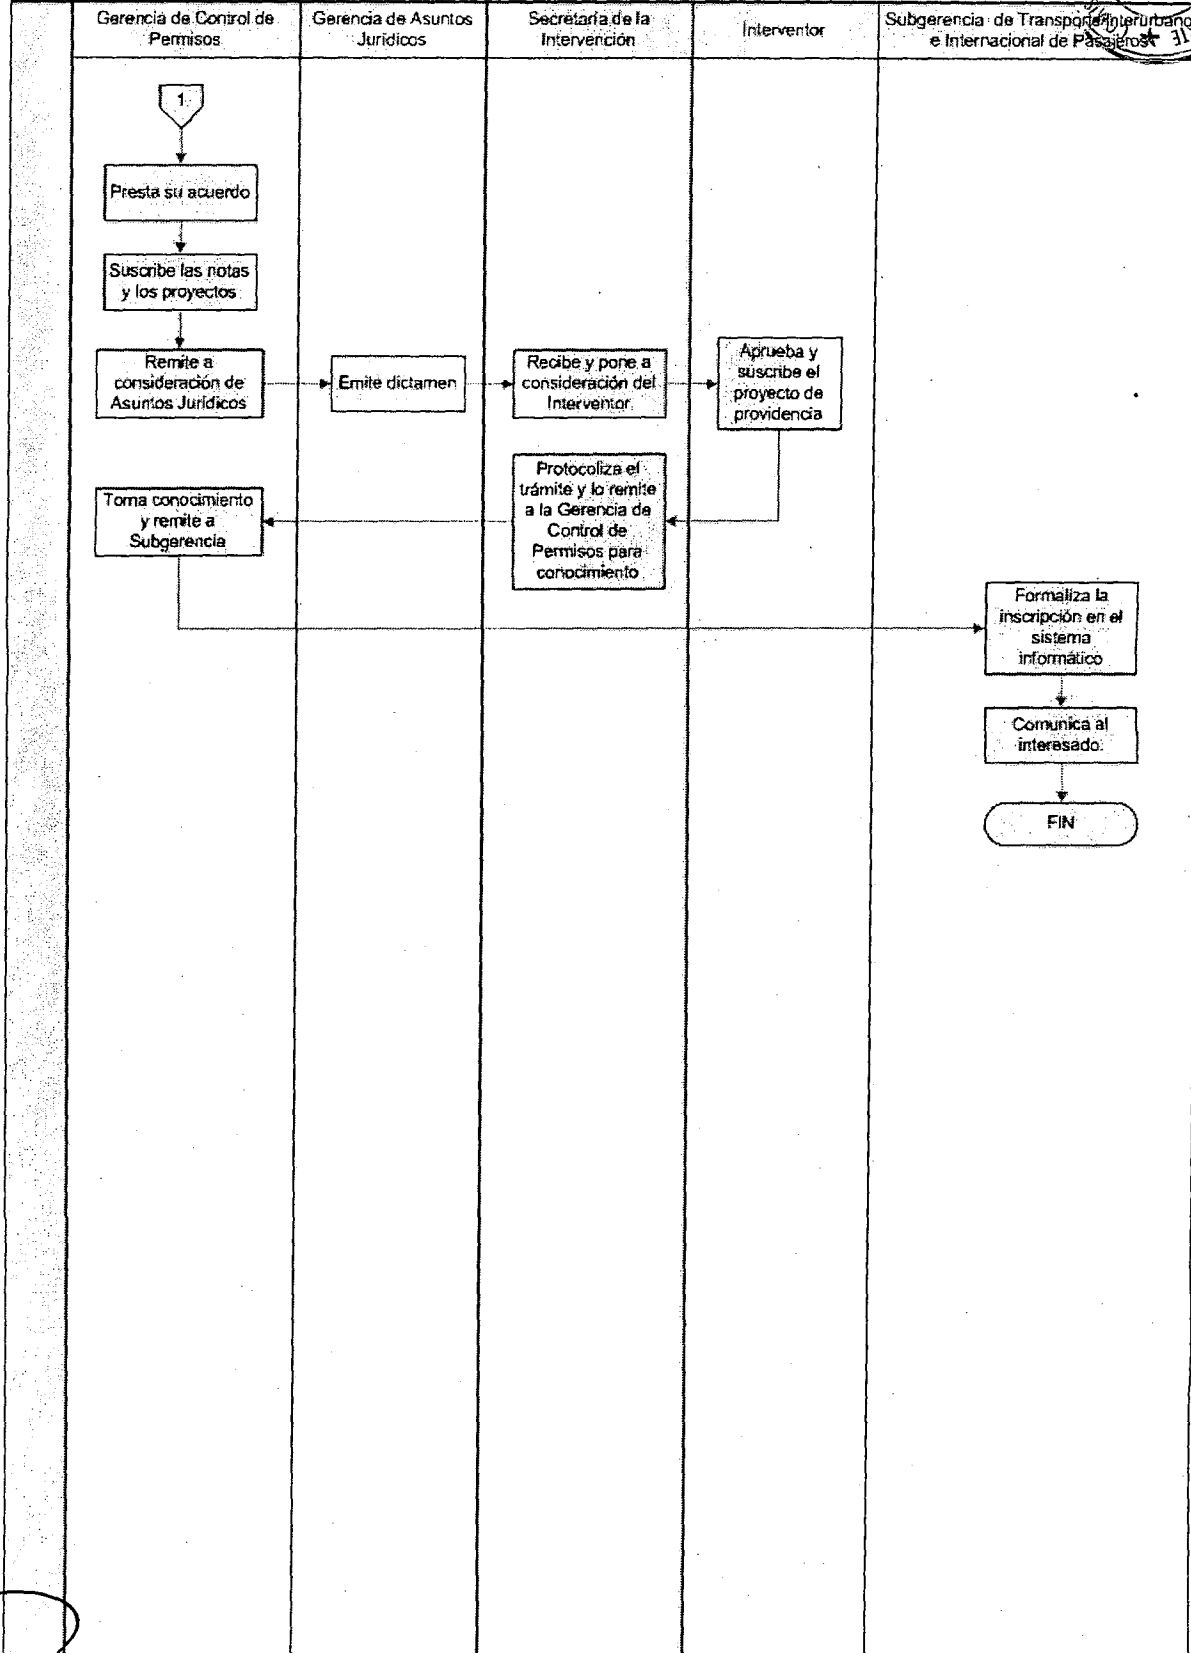 Gerencia de Control de
Permisos
Gerencia de Asuntos
Jurídicos
Secretaría de la
Intervención
Interventor
Subgerencia de Transporte Interurbano
e Internacional de Pasajeros
1
Presta su acuerdo
Suscribe las notas
y los proyectos
Remite a
consideración de
Asuntos Jurídicos
Emite dictamen
Recibe y pone a
consideración del
Interventor
Aprueba y
suscribe el
proyecto de
providencia
Protocoliza el
trámite y lo remite
a la Gerencia de
Control de
Permisos para
conocimiento
Toma conocimiento
y remite a
Subgerencia
Formaliza la
inscripción en el
sistema
informático
Comunica al
interesado.
FIN